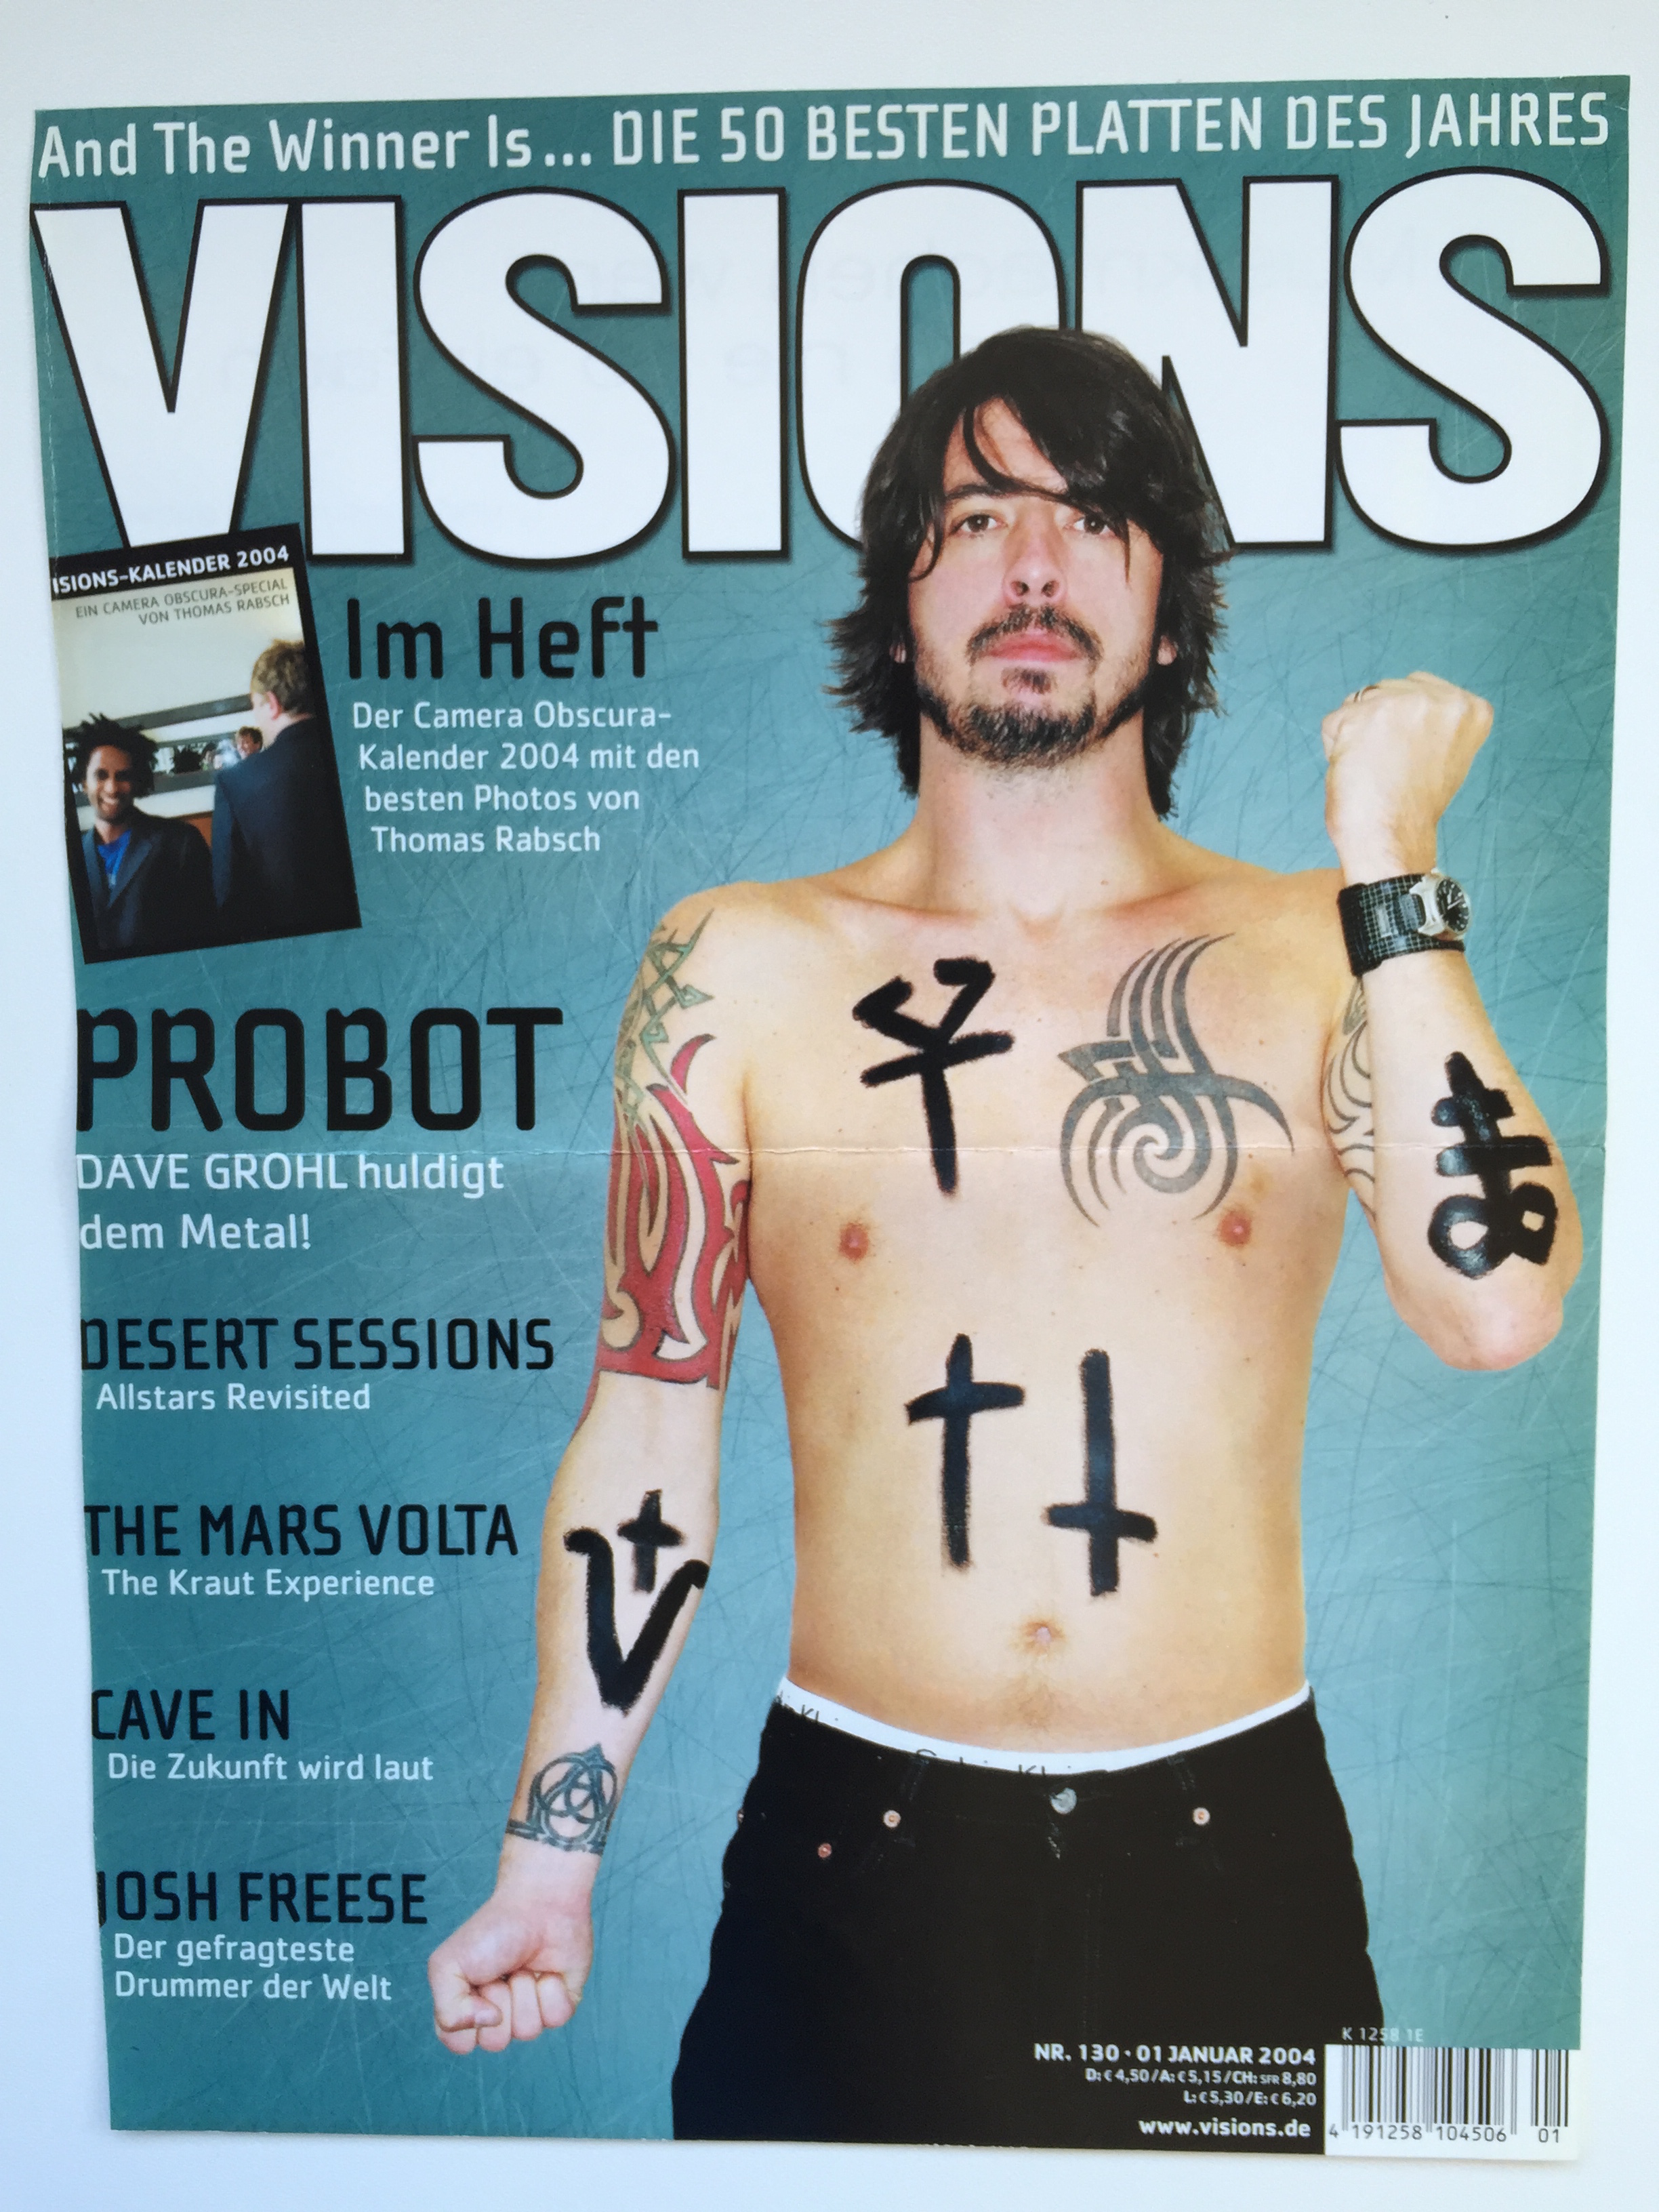 And The Winner Is... DIE 50 BESTEN PLATTEN DES JAHRES
VISIONS
ISIONS-KALENDER 2004
EIN CAMERA OBSCURA-SPECIAL
VON THOMAS RABSCH
Im Heft
Der Camera Obscura-
Kalender 2004 mit den
besten Photos von
Thomas Rabsch
PROBOT
DAVE GROHL huldigt
dem Metal!
DESERT SESSIONS
Allstars Revisited
THE MARS VOLTA
The Kraut Experience
CAVE IN
Die Zukunft wird laut
JOSH FREESE
Der gefragteste
Drummer der Welt
K 1258 1E
NR. 130 · 01 JANUAR 2004
D: € 4,50/A: € 5,15/CH: SFR 8,80
L: € 5,30/E: € 6,20
www.visions.de
4 191258 104506 01